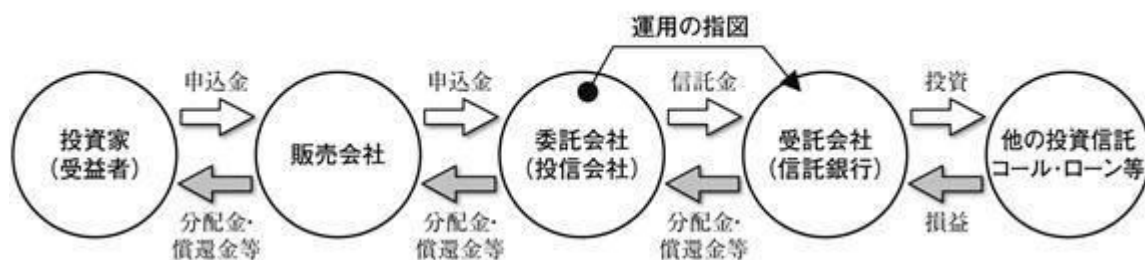 運用の指図
申込金
申込金
信託金
投資
投資家
(受益者)
販売会社
委託会社
(投信会社)
受託会社
(信託銀行)
他の投資信託
コール・ローン等
分配金・
償還金等
分配金・
償還金等
分配金・
償還金等
損益